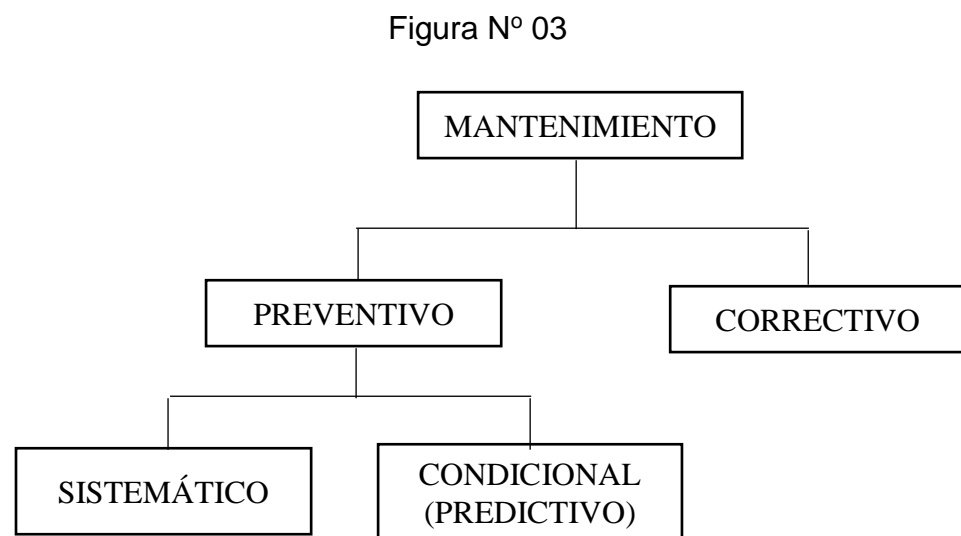 Figura Nº 03
MANTENIMIENTO
PREVENTIVO
CORRECTIVO
SISTEMÁTICO
CONDICIONAL
(PREDICTIVO)